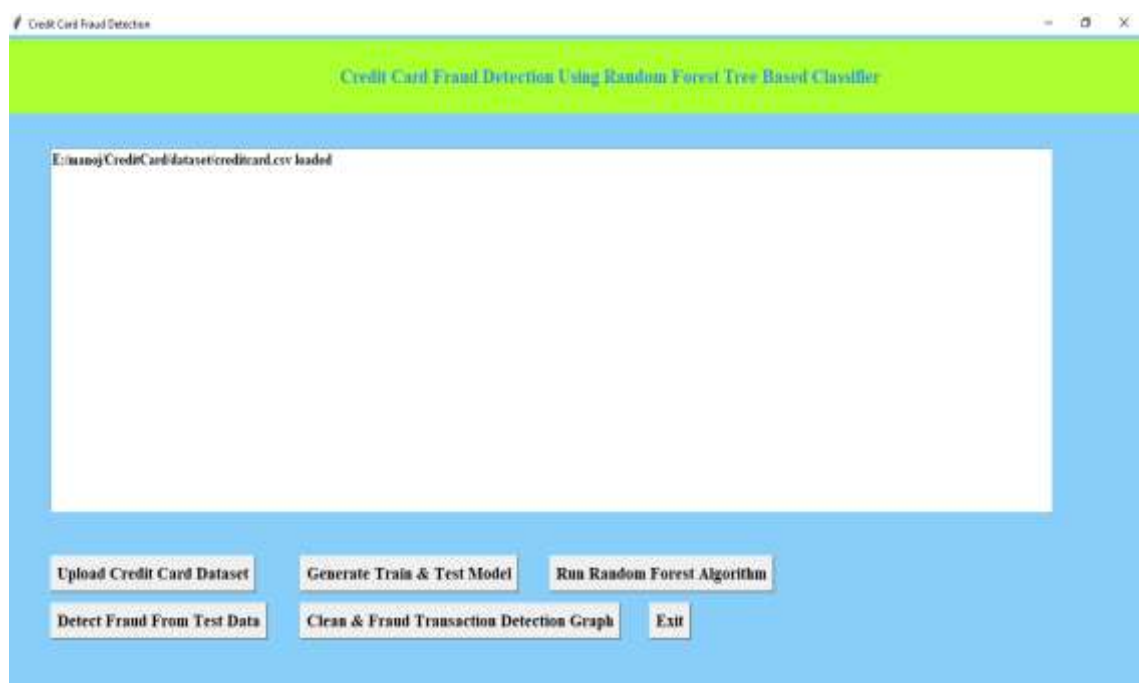 Credit Card Fraud Detection
Credit Card Fraud Detection Using Random Forest Tree Based Classifier
E:/manoj/CreditCard/dataset/creditcard.csv loaded
Upload Credit Card Dataset Generate Train & Test Model Run Random Forest Algorithm
Detect Fraud From Test Data Clean & Fraud Transaction Detection Graph Exit